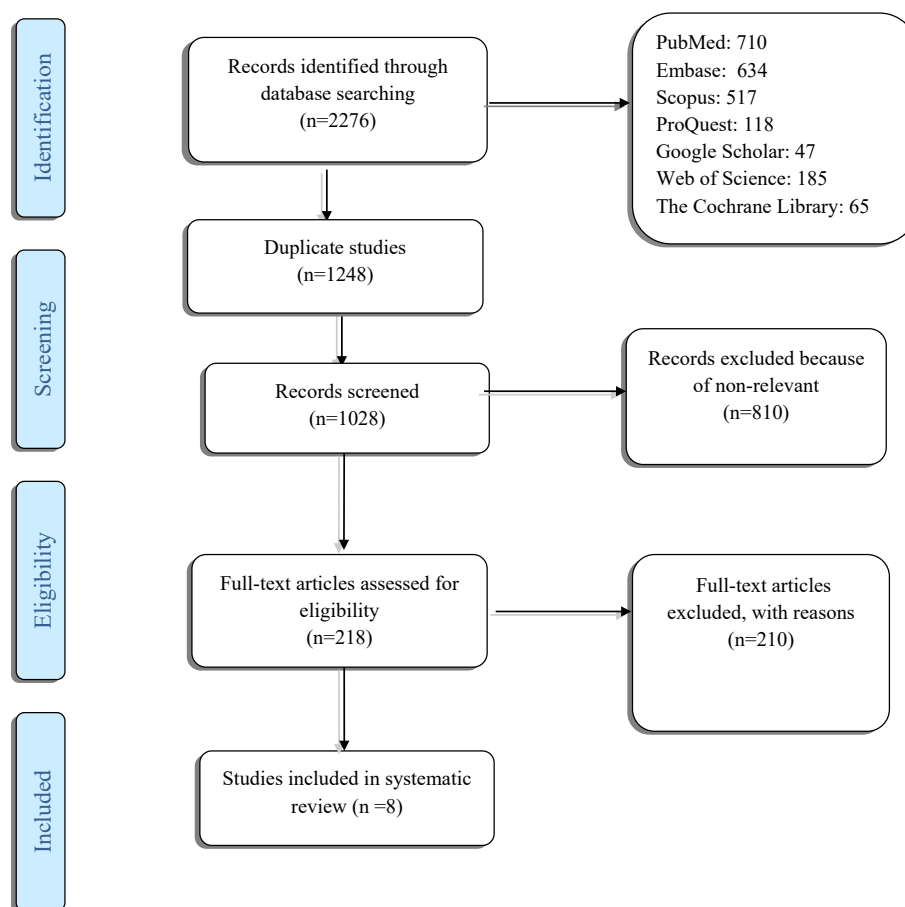 Identification
Records identified through
database searching
(n=2276)
PubMed: 710
Embase:  634
Scopus: 517
ProQuest: 118
Google Scholar: 47
Web of Science: 185
The Cochrane Library: 65
Duplicate studies
(n=1248)
Screening
Records screened
(n=1028)
Records excluded because
of non-relevant
(n=810)
Eligibility
Full-text articles assessed for
eligibility
(n=218)
Full-text articles
excluded, with reasons
(n=210)
Included
Studies included in systematic
review (n =8)